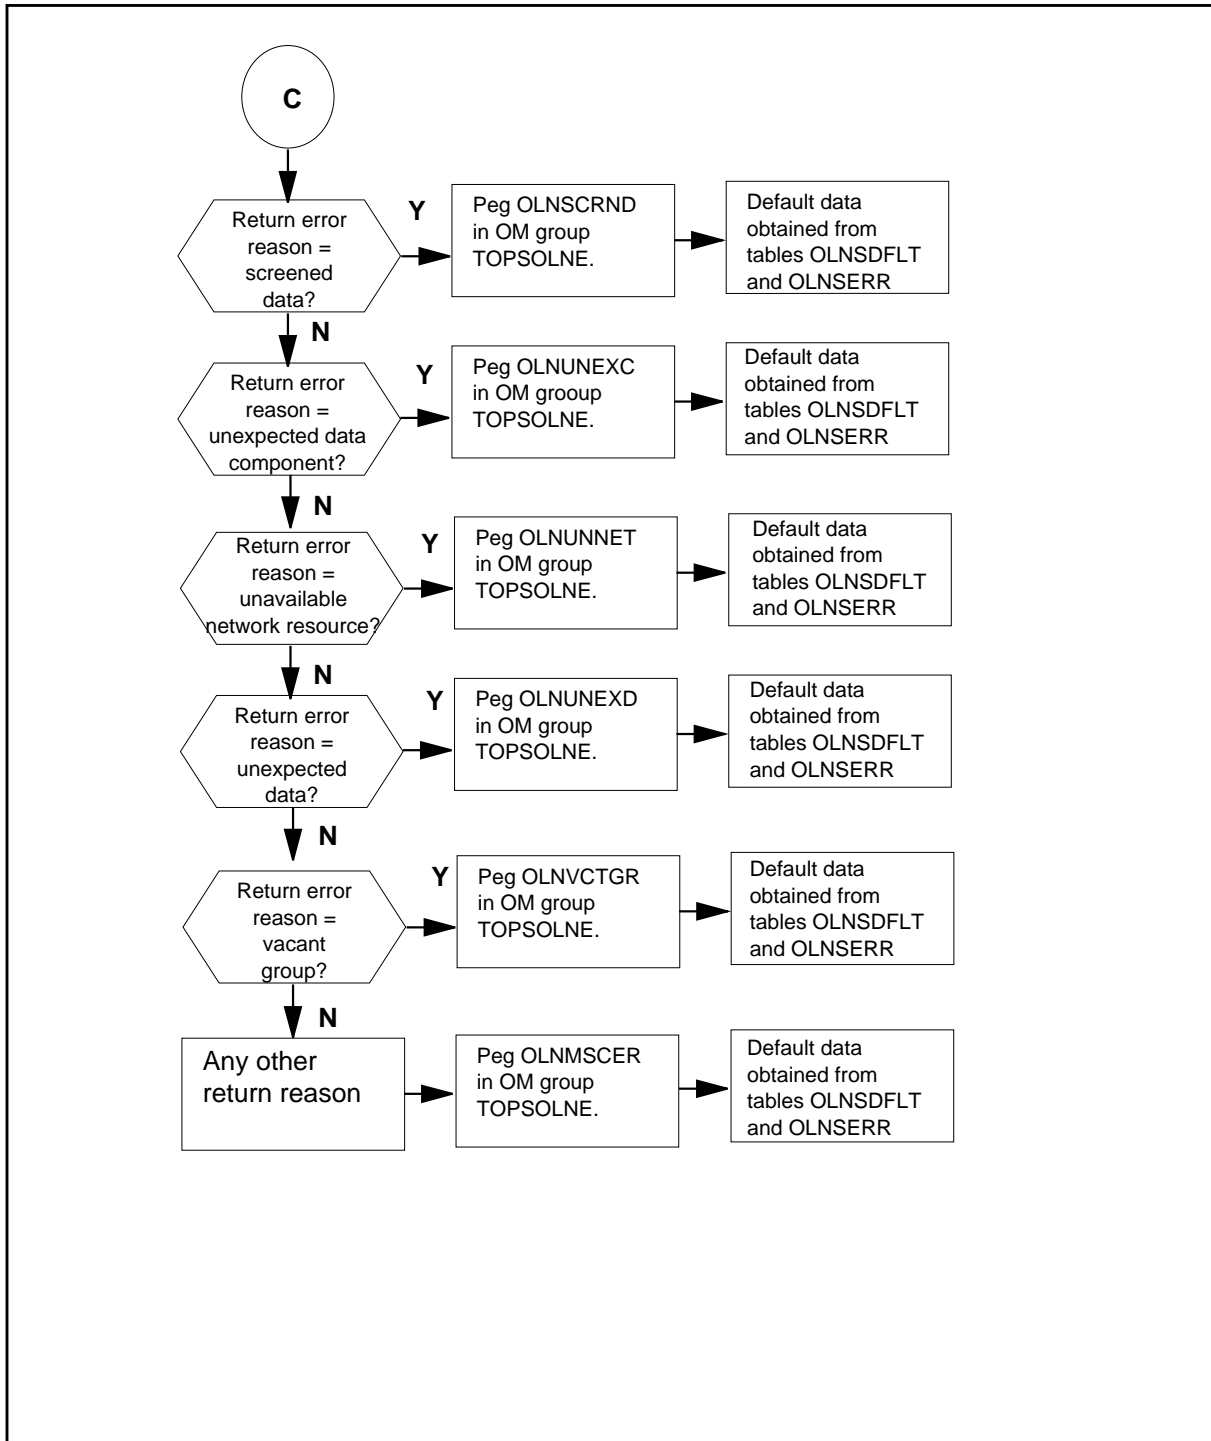 C
Return error
reason =
screened
data?
Y
Peg OLNSCRND
in OM group
TOPSOLNE.
Default data
obtained from
tables OLNSDFLT
and OLNSERR
N
Return error
reason =
unexpected data
component?
Y
Peg OLNUNEXC
in OM grooup
TOPSOLNE.
Default data
obtained from
tables OLNSDFLT
and OLNSERR
N
Return error
reason =
unavailable
network resource?
Y
Peg OLNUNNET
in OM group
TOPSOLNE.
Default data
obtained from
tables OLNSDFLT
and OLNSERR
N
Return error
reason =
unexpected
data?
Y
Peg OLNUNEXD
in OM group
TOPSOLNE.
Default data
obtained from
tables OLNSDFLT
and OLNSERR
N
Return error
reason =
vacant
group?
Y
Peg OLNVCTGR
in OM group
TOPSOLNE.
Default data
obtained from
tables OLNSDFLT
and OLNSERR
N
Any other
return reason
Peg OLNMSCER
in OM group
TOPSOLNE.
Default data
obtained from
tables OLNSDFLT
and OLNSERR